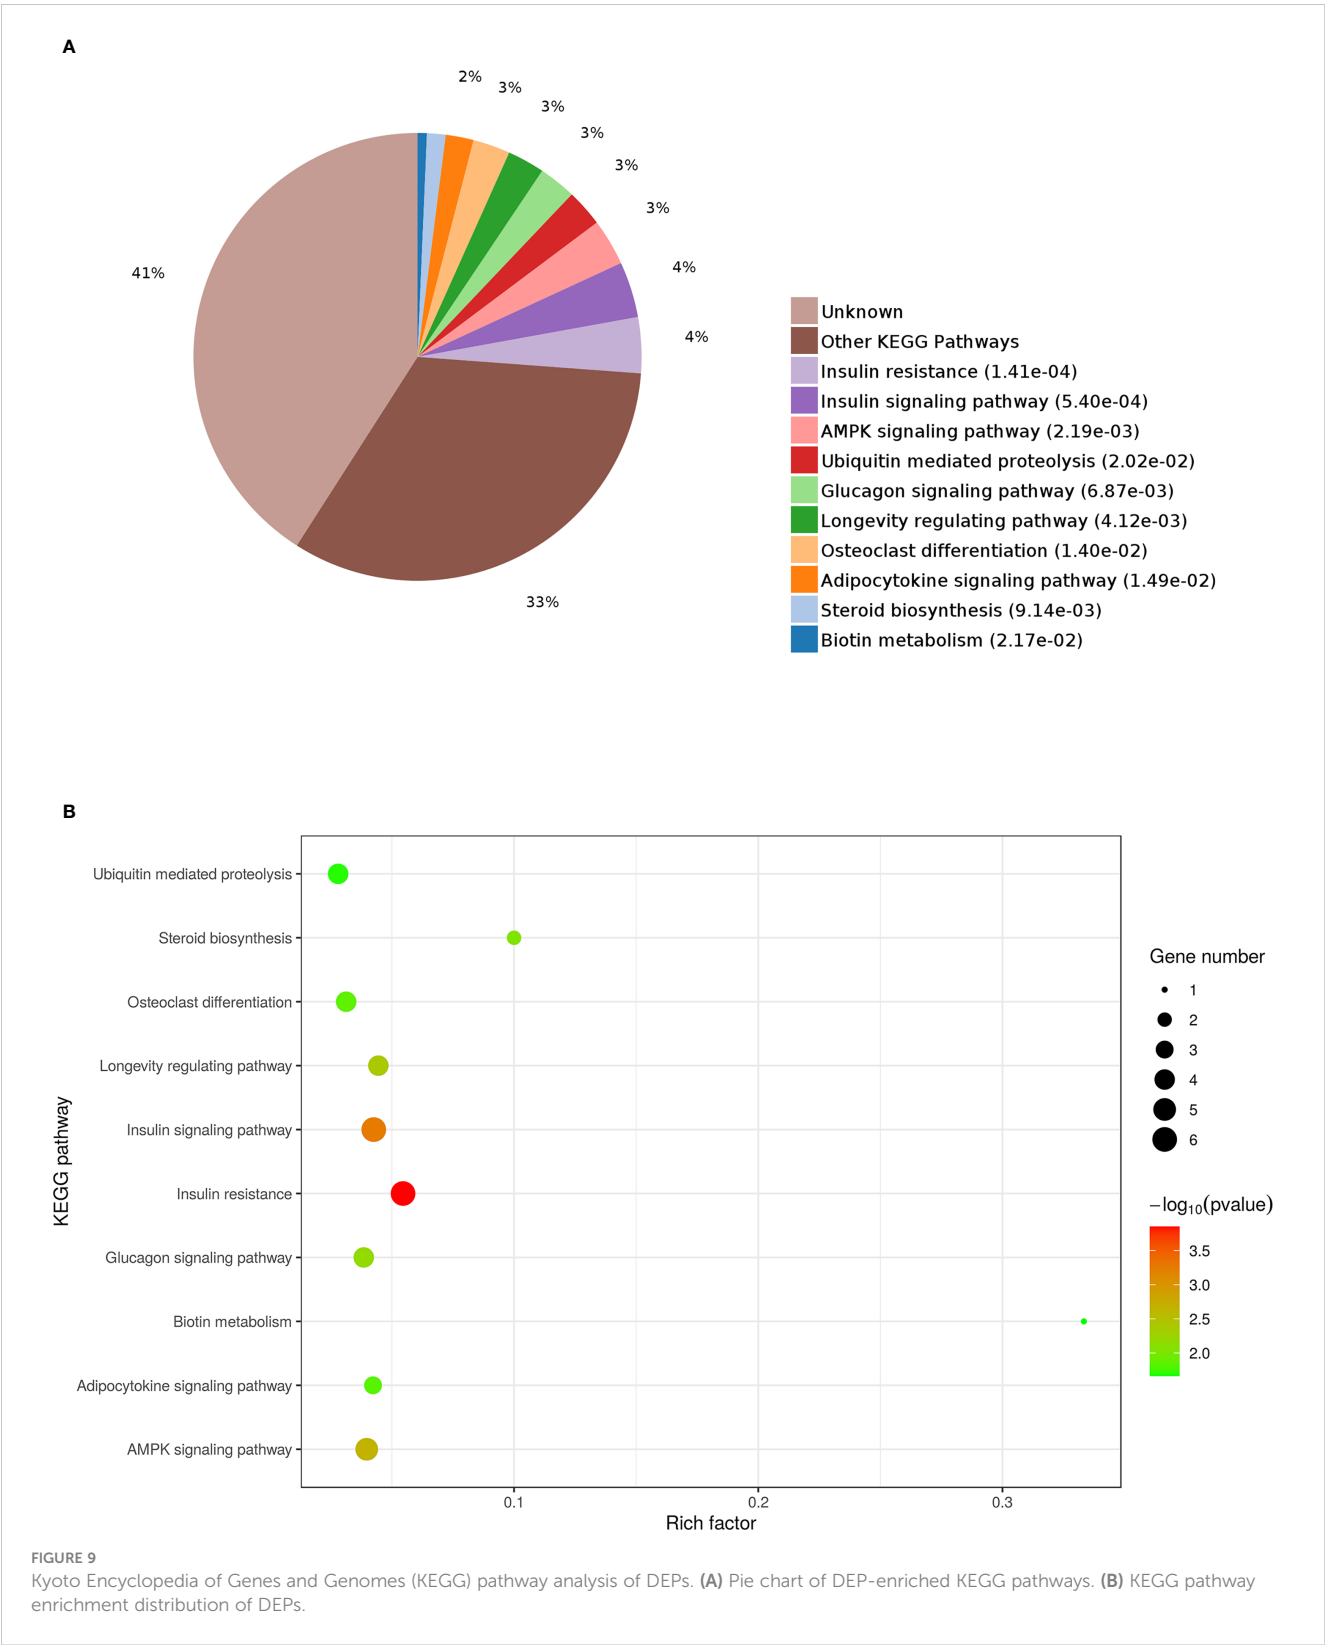 A
2%
3%
3%
3%
3%
3%
4%
4%
41%
33%
Unknown
Other KEGG Pathways
Insulin resistance (1.41e-04)
Insulin signaling pathway (5.40e-04)
AMPK signaling pathway (2.19e-03)
Ubiquitin mediated proteolysis (2.02e-02)
Glucagon signaling pathway (6.87e-03)
Longevity regulating pathway (4.12e-03)
Osteoclast differentiation (1.40e-02)
Adipocytokine signaling pathway (1.49e-02)
Steroid biosynthesis (9.14e-03)
Biotin metabolism (2.17e-02)
B
KEGG pathway
Ubiquitin mediated proteolysis
Steroid biosynthesis
Osteoclast differentiation
Longevity regulating pathway
Insulin signaling pathway
Insulin resistance
Glucagon signaling pathway
Biotin metabolism
Adipocytokine signaling pathway
AMPK signaling pathway
0.1 0.2 0.3
Rich factor
Gene number
1
2
3
4
5
6
−log₁₀(pvalue)
3.5
3.0
2.5
2.0
FIGURE 9
Kyoto Encyclopedia of Genes and Genomes (KEGG) pathway analysis of DEPs. (A) Pie chart of DEP-enriched KEGG pathways. (B) KEGG pathway
enrichment distribution of DEPs.